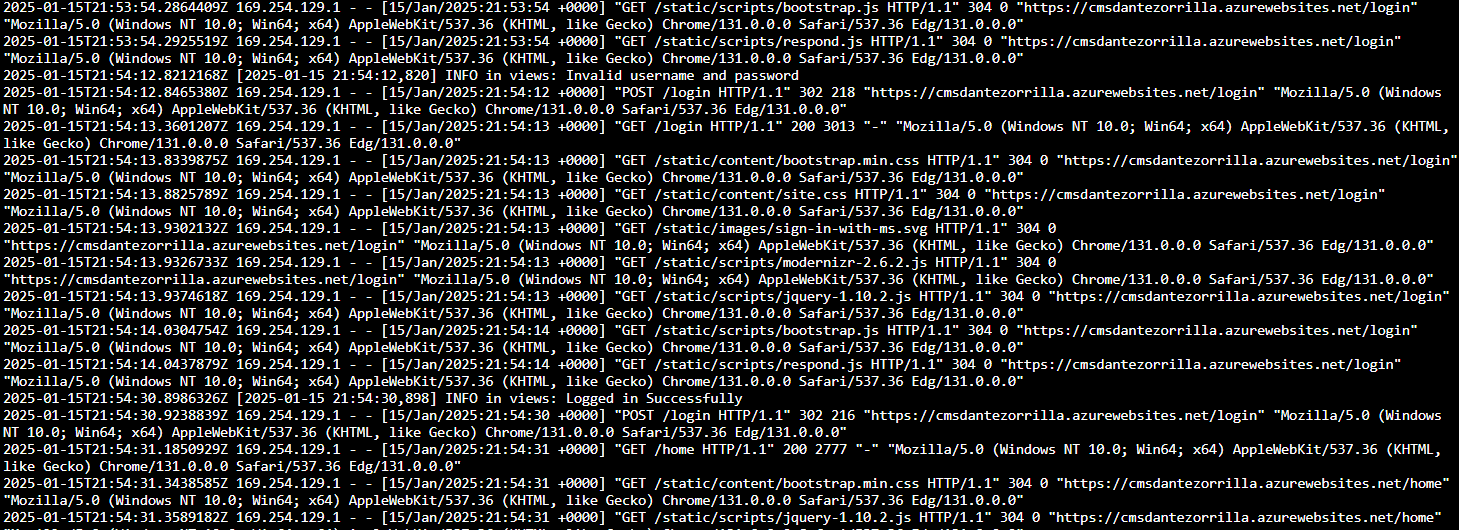 2025-01-15T21:53:54.2864409Z 169.254.129.1 - - [15/Jan/2025:21:53:54 +0000] "GET /static/scripts/bootstrap.js HTTP/1.1" 304 0 "https://cmsdantezorrilla.azurewebsites.net/login"
"Mozilla/5.0 (Windows NT 10.0; Win64; x64) AppleWebKit/537.36 (KHTML, like Gecko) Chrome/131.0.0.0 Safari/537.36 Edg/131.0.0.0"
2025-01-15T21:53:54.2925519Z 169.254.129.1 - - [15/Jan/2025:21:53:54 +0000] "GET /static/scripts/respond.js HTTP/1.1" 304 0 "https://cmsdantezorrilla.azurewebsites.net/login"
"Mozilla/5.0 (Windows NT 10.0; Win64; x64) AppleWebKit/537.36 (KHTML, like Gecko) Chrome/131.0.0.0 Safari/537.36 Edg/131.0.0.0"
2025-01-15T21:54:12.8212168Z [2025-01-15 21:54:12,820] INFO in views: Invalid username and password
2025-01-15T21:54:12.8465380Z 169.254.129.1 - - [15/Jan/2025:21:54:12 +0000] "POST /login HTTP/1.1" 302 218 "https://cmsdantezorrilla.azurewebsites.net/login" "Mozilla/5.0 (Windows
NT 10.0; Win64; x64) AppleWebKit/537.36 (KHTML, like Gecko) Chrome/131.0.0.0 Safari/537.36 Edg/131.0.0.0"
2025-01-15T21:54:13.3601207Z 169.254.129.1 - - [15/Jan/2025:21:54:13 +0000] "GET /login HTTP/1.1" 200 3013 "-" "Mozilla/5.0 (Windows NT 10.0; Win64; x64) AppleWebKit/537.36 (KHTML,
like Gecko) Chrome/131.0.0.0 Safari/537.36 Edg/131.0.0.0"
2025-01-15T21:54:13.8339875Z 169.254.129.1 - - [15/Jan/2025:21:54:13 +0000] "GET /static/content/bootstrap.min.css HTTP/1.1" 304 0 "https://cmsdantezorrilla.azurewebsites.net/login"
"Mozilla/5.0 (Windows NT 10.0; Win64; x64) AppleWebKit/537.36 (KHTML, like Gecko) Chrome/131.0.0.0 Safari/537.36 Edg/131.0.0.0"
2025-01-15T21:54:13.8825789Z 169.254.129.1 - - [15/Jan/2025:21:54:13 +0000] "GET /static/content/site.css HTTP/1.1" 304 0 "https://cmsdantezorrilla.azurewebsites.net/login"
"Mozilla/5.0 (Windows NT 10.0; Win64; x64) AppleWebKit/537.36 (KHTML, like Gecko) Chrome/131.0.0.0 Safari/537.36 Edg/131.0.0.0"
2025-01-15T21:54:13.9302132Z 169.254.129.1 - - [15/Jan/2025:21:54:13 +0000] "GET /static/images/sign-in-with-ms.svg HTTP/1.1" 304 0
"https://cmsdantezorrilla.azurewebsites.net/login" "Mozilla/5.0 (Windows NT 10.0; Win64; x64) AppleWebKit/537.36 (KHTML, like Gecko) Chrome/131.0.0.0 Safari/537.36 Edg/131.0.0.0"
2025-01-15T21:54:13.9326733Z 169.254.129.1 - - [15/Jan/2025:21:54:13 +0000] "GET /static/scripts/modernizr-2.6.2.js HTTP/1.1" 304 0
"https://cmsdantezorrilla.azurewebsites.net/login" "Mozilla/5.0 (Windows NT 10.0; Win64; x64) AppleWebKit/537.36 (KHTML, like Gecko) Chrome/131.0.0.0 Safari/537.36 Edg/131.0.0.0"
2025-01-15T21:54:13.9374618Z 169.254.129.1 - - [15/Jan/2025:21:54:13 +0000] "GET /static/scripts/jquery-1.10.2.js HTTP/1.1" 304 0 "https://cmsdantezorrilla.azurewebsites.net/login"
"Mozilla/5.0 (Windows NT 10.0; Win64; x64) AppleWebKit/537.36 (KHTML, like Gecko) Chrome/131.0.0.0 Safari/537.36 Edg/131.0.0.0"
2025-01-15T21:54:14.0304754Z 169.254.129.1 - - [15/Jan/2025:21:54:14 +0000] "GET /static/scripts/bootstrap.js HTTP/1.1" 304 0 "https://cmsdantezorrilla.azurewebsites.net/login"
"Mozilla/5.0 (Windows NT 10.0; Win64; x64) AppleWebKit/537.36 (KHTML, like Gecko) Chrome/131.0.0.0 Safari/537.36 Edg/131.0.0.0"
2025-01-15T21:54:14.0437879Z 169.254.129.1 - - [15/Jan/2025:21:54:14 +0000] "GET /static/scripts/respond.js HTTP/1.1" 304 0 "https://cmsdantezorrilla.azurewebsites.net/login"
"Mozilla/5.0 (Windows NT 10.0; Win64; x64) AppleWebKit/537.36 (KHTML, like Gecko) Chrome/131.0.0.0 Safari/537.36 Edg/131.0.0.0"
2025-01-15T21:54:30.8986326Z [2025-01-15 21:54:30,898] INFO in views: Logged in Successfully
2025-01-15T21:54:30.9238839Z 169.254.129.1 - - [15/Jan/2025:21:54:30 +0000] "POST /login HTTP/1.1" 302 216 "https://cmsdantezorrilla.azurewebsites.net/login" "Mozilla/5.0 (Windows
NT 10.0; Win64; x64) AppleWebKit/537.36 (KHTML, like Gecko) Chrome/131.0.0.0 Safari/537.36 Edg/131.0.0.0"
2025-01-15T21:54:31.1850929Z 169.254.129.1 - - [15/Jan/2025:21:54:31 +0000] "GET /home HTTP/1.1" 200 2777 "-" "Mozilla/5.0 (Windows NT 10.0; Win64; x64) AppleWebKit/537.36 (KHTML,
like Gecko) Chrome/131.0.0.0 Safari/537.36 Edg/131.0.0.0"
2025-01-15T21:54:31.3438585Z 169.254.129.1 - - [15/Jan/2025:21:54:31 +0000] "GET /static/content/bootstrap.min.css HTTP/1.1" 304 0 "https://cmsdantezorrilla.azurewebsites.net/home"
"Mozilla/5.0 (Windows NT 10.0; Win64; x64) AppleWebKit/537.36 (KHTML, like Gecko) Chrome/131.0.0.0 Safari/537.36 Edg/131.0.0.0"
2025-01-15T21:54:31.3589182Z 169.254.129.1 - - [15/Jan/2025:21:54:31 +0000] "GET /static/scripts/jquery-1.10.2.js HTTP/1.1" 304 0 "https://cmsdantezorrilla.azurewebsites.net/home"